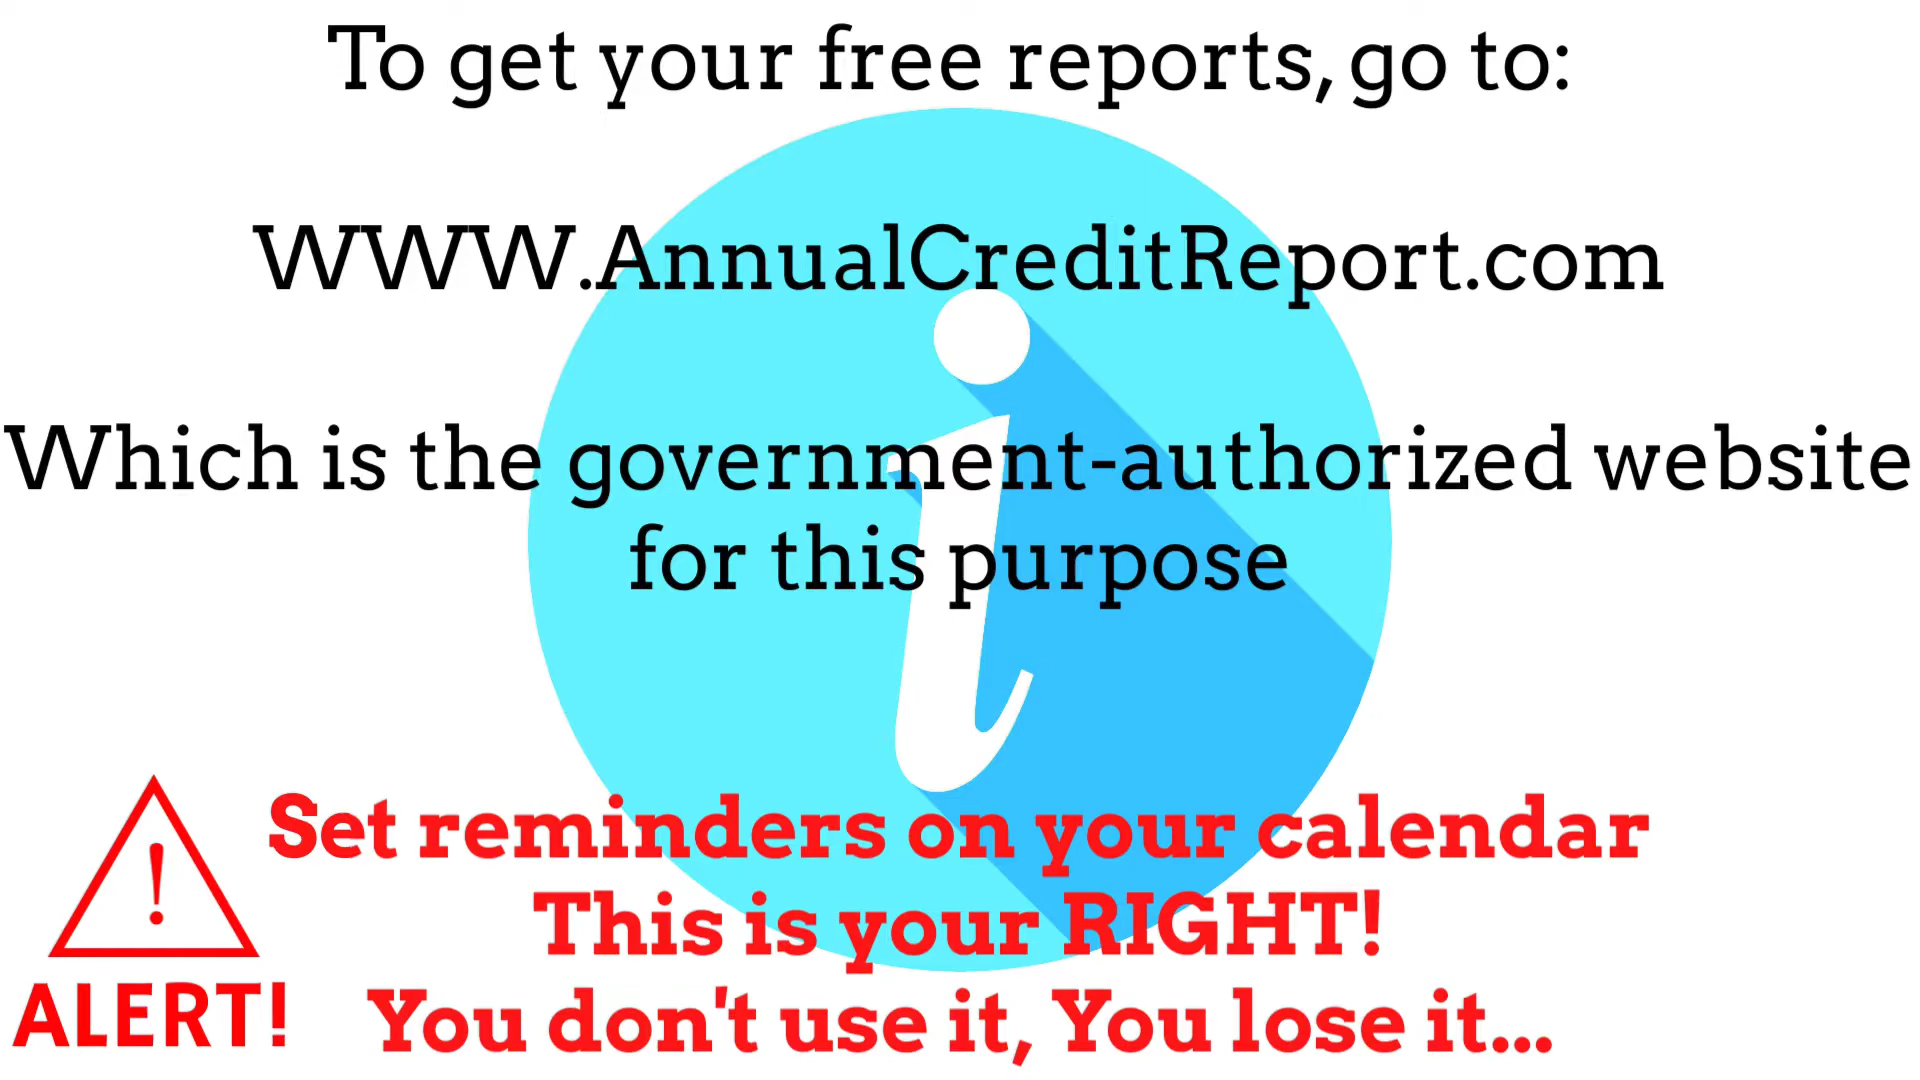 To get your free reports, go to:
WWW.AnnualCreditReport.com
Which is the government-authorized website
for this purpose
!
ALERT!
Set reminders on your calendar
This is your RIGHT!
You don't use it, You lose it...